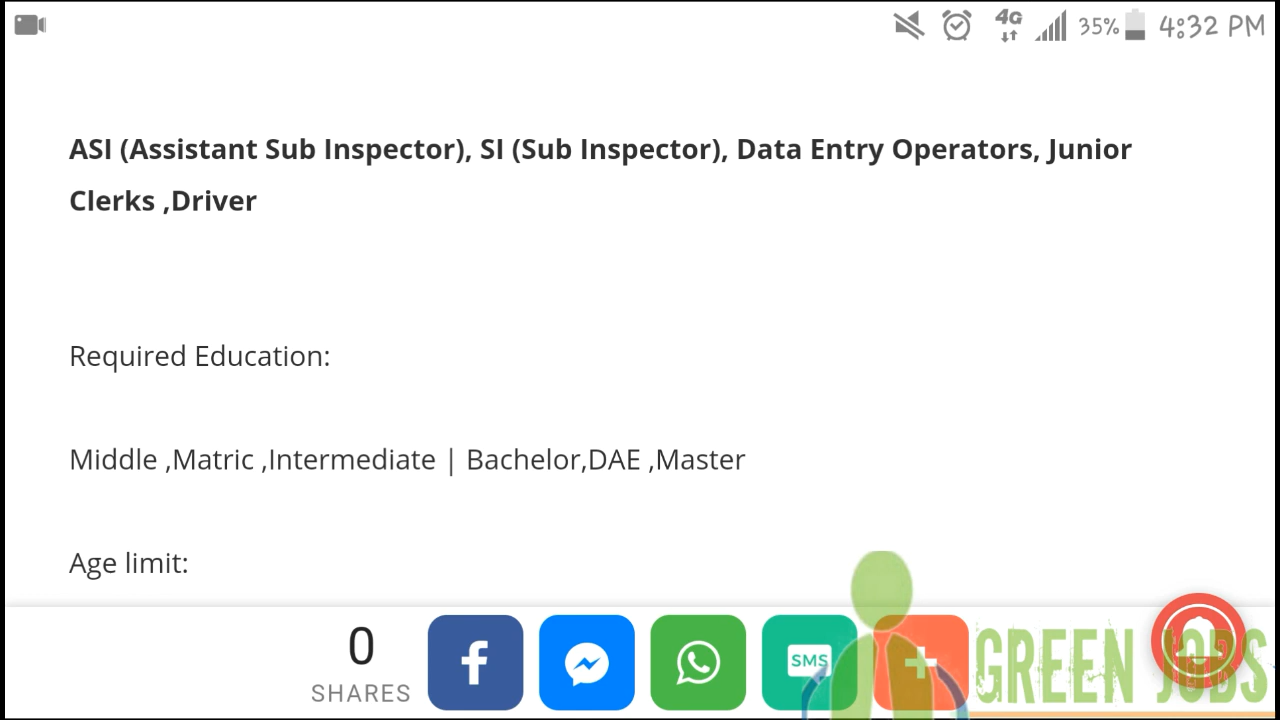 4G 35% 4:32 PM
ASI (Assistant Sub Inspector), SI (Sub Inspector), Data Entry Operators, Junior
Clerks ,Driver
Required Education:
Middle ,Matric ,Intermediate | Bachelor,DAE ,Master
Age limit:
0
SHARES
SMS
GREEN JOBS